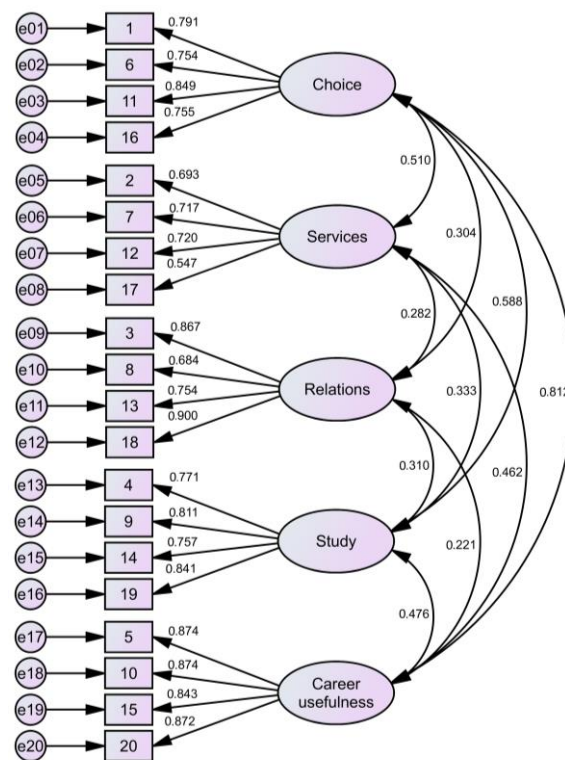 e01 1 0.791
e02 6 0.754
e03 11 0.849
e04 16 0.755
Choice
e05 2 0.693
e06 7 0.717
e07 12 0.720
e08 17 0.547
Services
e09 3 0.867
e10 8 0.684
e11 13 0.754
e12 18 0.900
Relations
e13 4 0.771
e14 9 0.811
e15 14 0.757
e16 19 0.841
Study
e17 5 0.874
e18 10 0.874
e19 15 0.843
e20 20 0.872
Career
usefulness
0.510
0.304
0.588
0.282
0.812
0.333
0.462
0.310
0.221
0.476